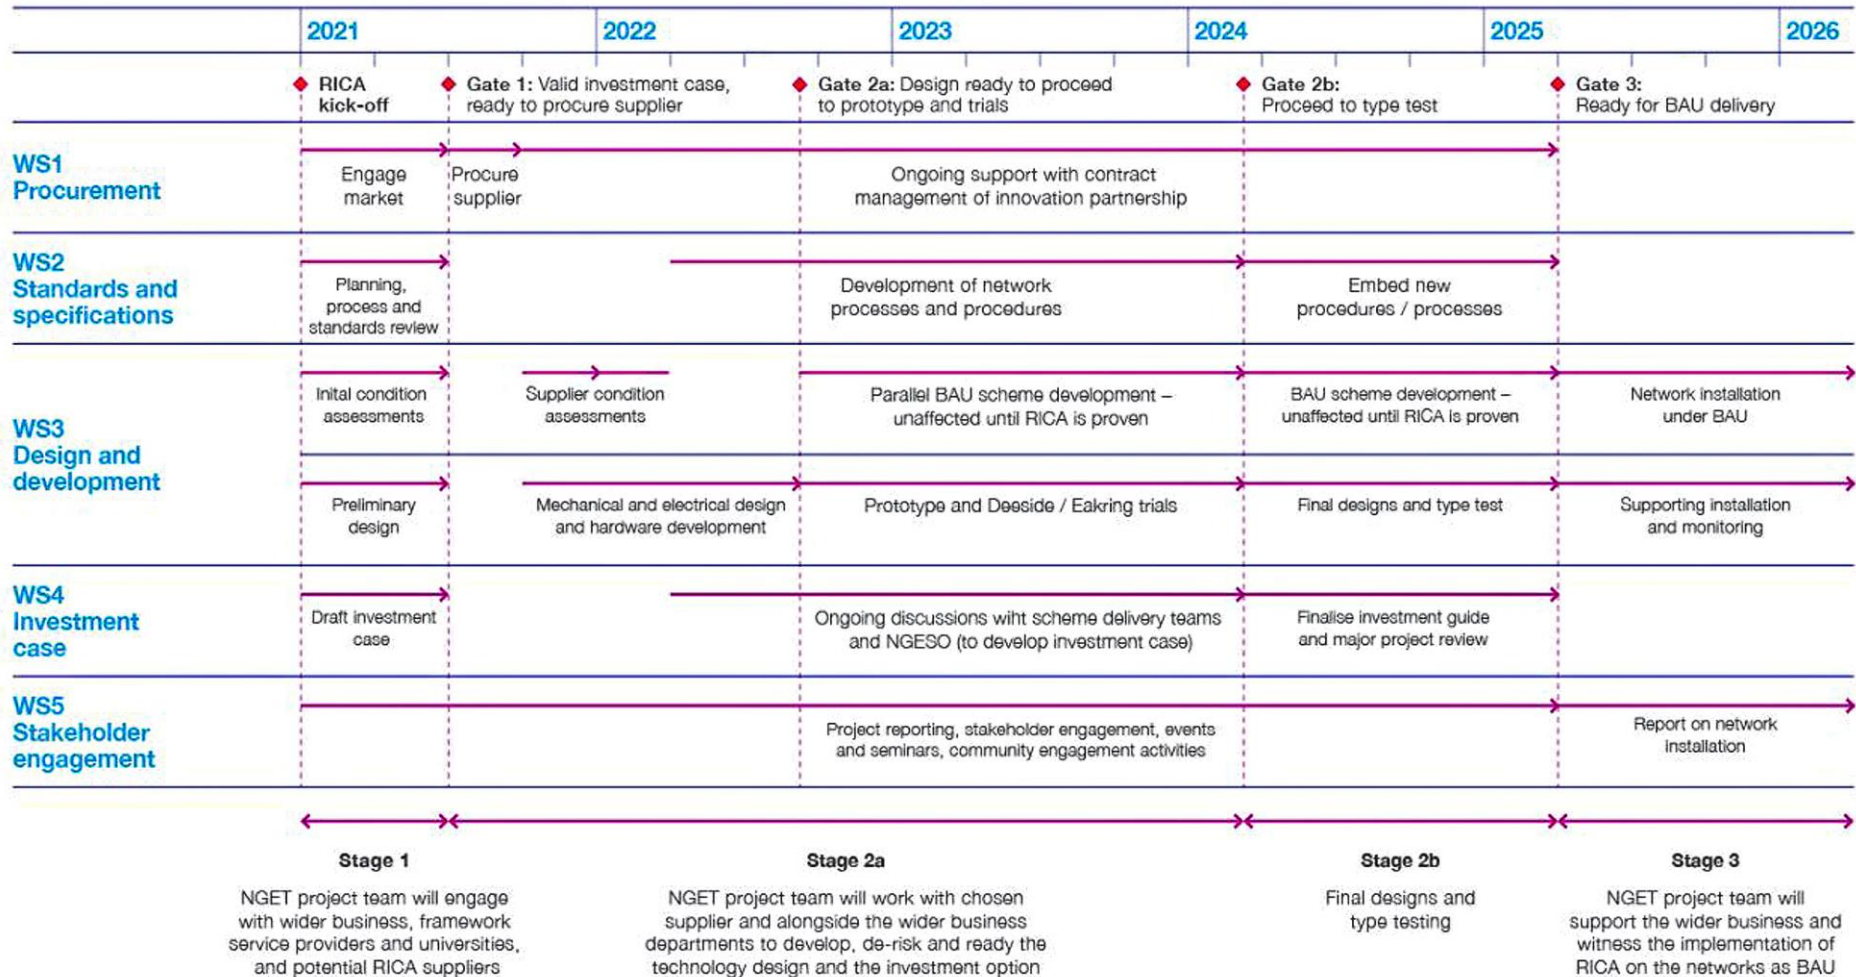 2021
2022
2023
2024
2025
2026
RICA
kick-off
Gate 1: Valid investment case,
ready to procure supplier
Gate 2a: Design ready to proceed
to prototype and trials
Gate 2b:
Proceed to type test
Gate 3:
Ready for BAU delivery
WS1
Procurement
Engage
market
Procure
supplier
Ongoing support with contract
management of innovation partnership
WS2
Standards and
specifications
Planning,
process and
standards review
Development of network
processes and procedures
Embed new
procedures / processes
WS3
Design and
development
Inital condition
assessments
Supplier condition
assessments
Parallel BAU scheme development –
unaffected until RICA is proven
BAU scheme development –
unaffected until RICA is proven
Network installation
under BAU
Preliminary
design
Mechanical and electrical design
and hardware development
Prototype and Deeside / Eakring trials
Final designs and type test
Supporting installation
and monitoring
WS4
Investment
case
Draft investment
case
Ongoing discussions wiht scheme delivery teams
and NGESO (to develop investment case)
Finalise investment guide
and major project review
WS5
Stakeholder
engagement
Project reporting, stakeholder engagement, events
and seminars, community engagement activities
Report on network
installation
Stage 1
NGET project team will engage
with wider business, framework
service providers and universities,
and potential RICA suppliers
Stage 2a
NGET project team will work with chosen
supplier and alongside the wider business
departments to develop, de-risk and ready the
technology design and the investment option
Stage 2b
Final designs and
type testing
Stage 3
NGET project team will
support the wider business and
witness the implementation of
RICA on the networks as BAU